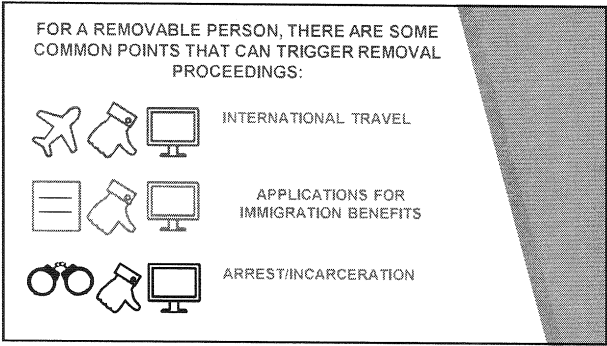 FOR A REMOVABLE PERSON, THERE ARE SOME
COMMON POINTS THAT CAN TRIGGER REMOVAL
PROCEEDINGS:
INTERNATIONAL TRAVEL
APPLICATIONS FOR
IMMIGRATION BENEFITS
ARREST/INCARCERATION